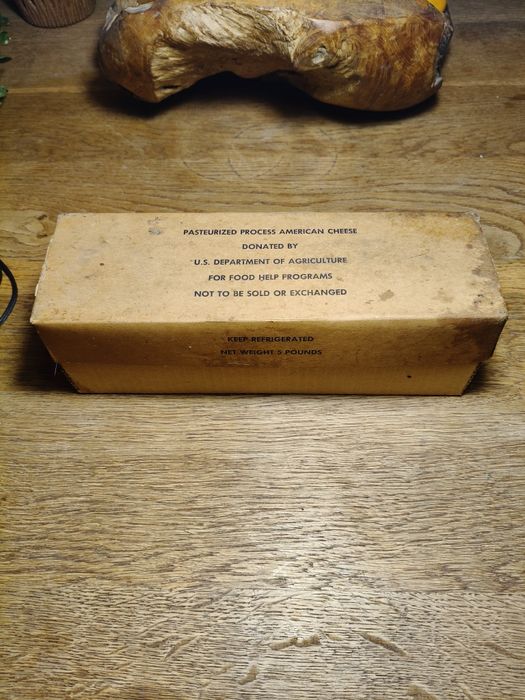 PASTEURIZED PROCESS AMERICAN CHEESE
DONATED BY
U.S. DEPARTMENT OF AGRICULTURE
FOR FOOD HELP PROGRAMS
NOT TO BE SOLD OR EXCHANGED
KEEP REFRIGERATED
NET WEIGHT 5 POUNDS